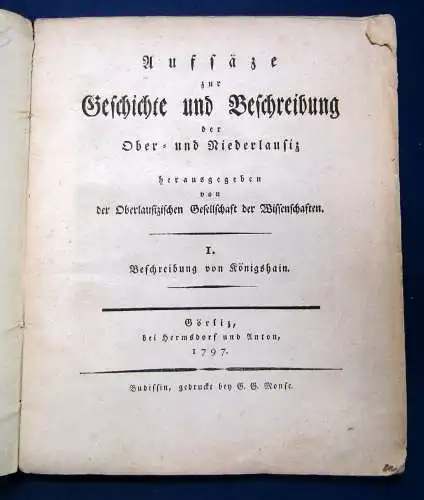 Aufsäze
zur
Geschichte und Beschreibung
der
Ober- und Niederlausiz
herausgegeben
von
der Oberlausizischen Gesellschaft der Wissenschaften.
I.
Beschreibung von Königshain.
Görliz,
bei Hermsdorf und Anton,
1797.
Budissin, gedruckt bey G. G. Monse.